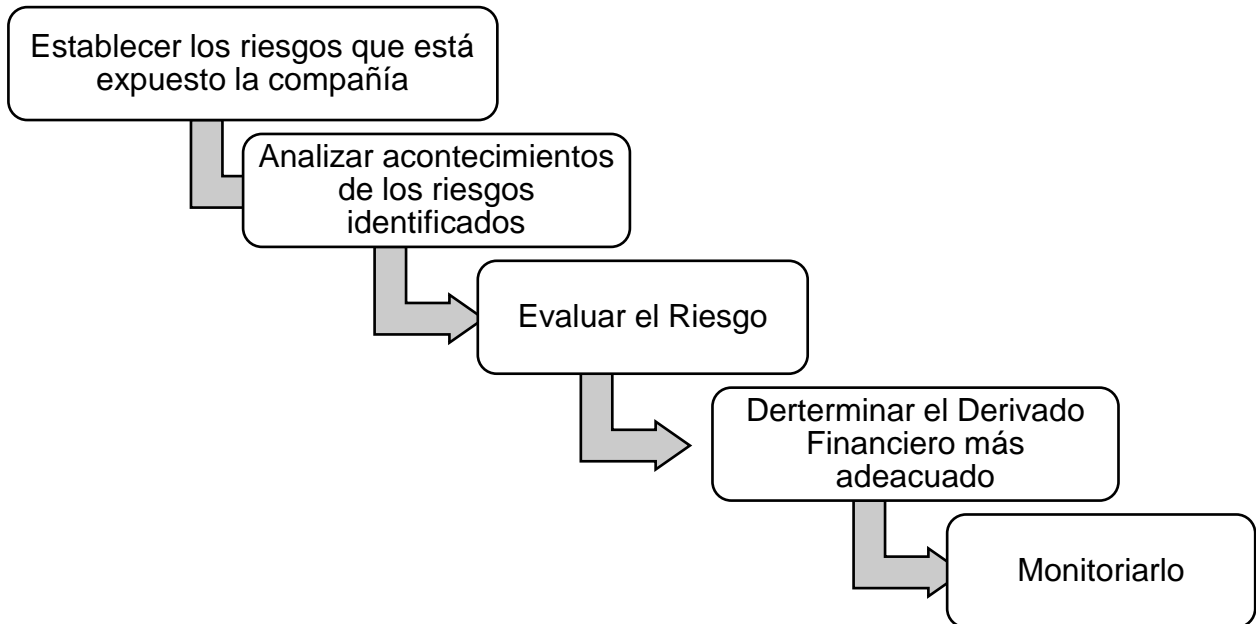 Establecer los riesgos que está
expuesto la compañía
Analizar acontecimientos
de los riesgos
identificados
Evaluar el Riesgo
Derterminar el Derivado
Financiero más
adeacuado
Monitoriarlo